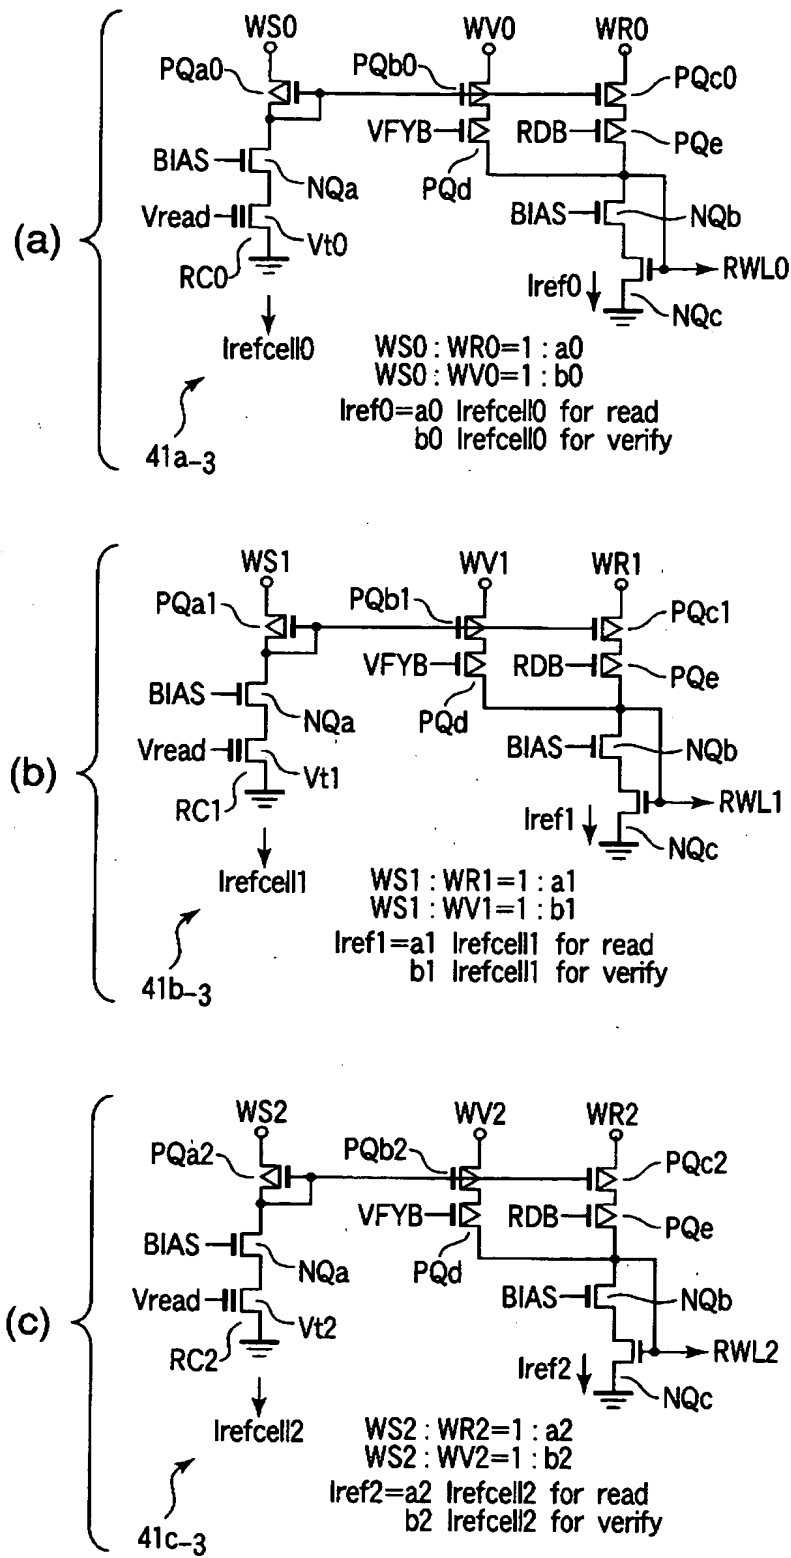 (a)
WS0 WV0 WR0
PQa0 PQb0 PQc0
VFYB RDB PQe
BIAS NQa PQd
BIAS NQb
Vread Vt0
RC0 Iref0 RWL0
NQc
Irefcell0
WS0 : WR0=1 : a0
WS0 : WV0=1 : b0
Iref0=a0 Irefcell0 for read
b0 Irefcell0 for verify
41a-3
(b)
WS1 WV1 WR1
PQa1 PQb1 PQc1
VFYB RDB PQe
BIAS NQa PQd
BIAS NQb
Vread Vt1
RC1 Iref1 RWL1
NQc
Irefcell1
WS1 : WR1=1 : a1
WS1 : WV1=1 : b1
Iref1=a1 Irefcell1 for read
b1 Irefcell1 for verify
41b-3
(c)
WS2 WV2 WR2
PQa2 PQb2 PQc2
VFYB RDB PQe
BIAS NQa PQd
BIAS NQb
Vread Vt2
RC2 Iref2 RWL2
NQc
Irefcell2
WS2 : WR2=1 : a2
WS2 : WV2=1 : b2
Iref2=a2 Irefcell2 for read
b2 Irefcell2 for verify
41c-3